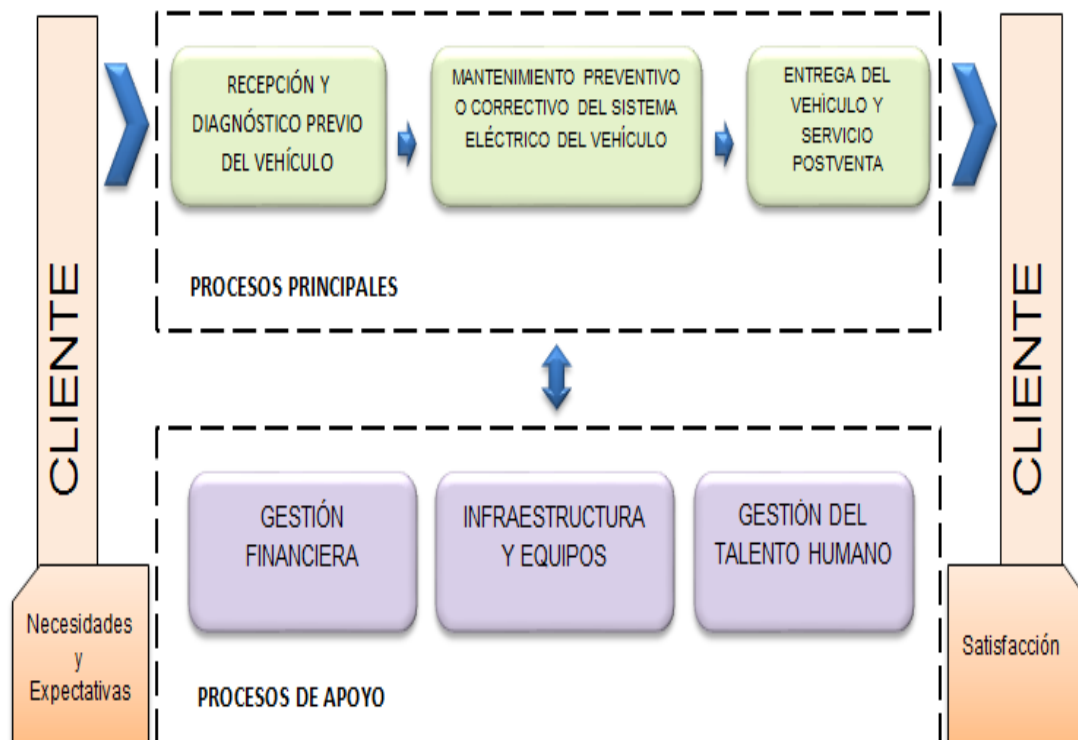 CLIENTE
RECEPCIÓN Y
DIAGNÓSTICO PREVIO
DEL VEHÍCULO
MANTENIMIENTO PREVENTIVO
O CORRECTIVO DEL SISTEMA
ELÉCTRICO DEL VEHÍCULO
ENTREGA DEL
VEHÍCULO Y
SERVICIO
POSTVENTA
PROCESOS PRINCIPALES
GESTIÓN
FINANCIERA
INFRAESTRUCTURA
Y EQUIPOS
GESTIÓN DEL
TALENTO HUMANO
PROCESOS DE APOYO
Necesidades
y
Expectativas
CLIENTE
Satisfacción